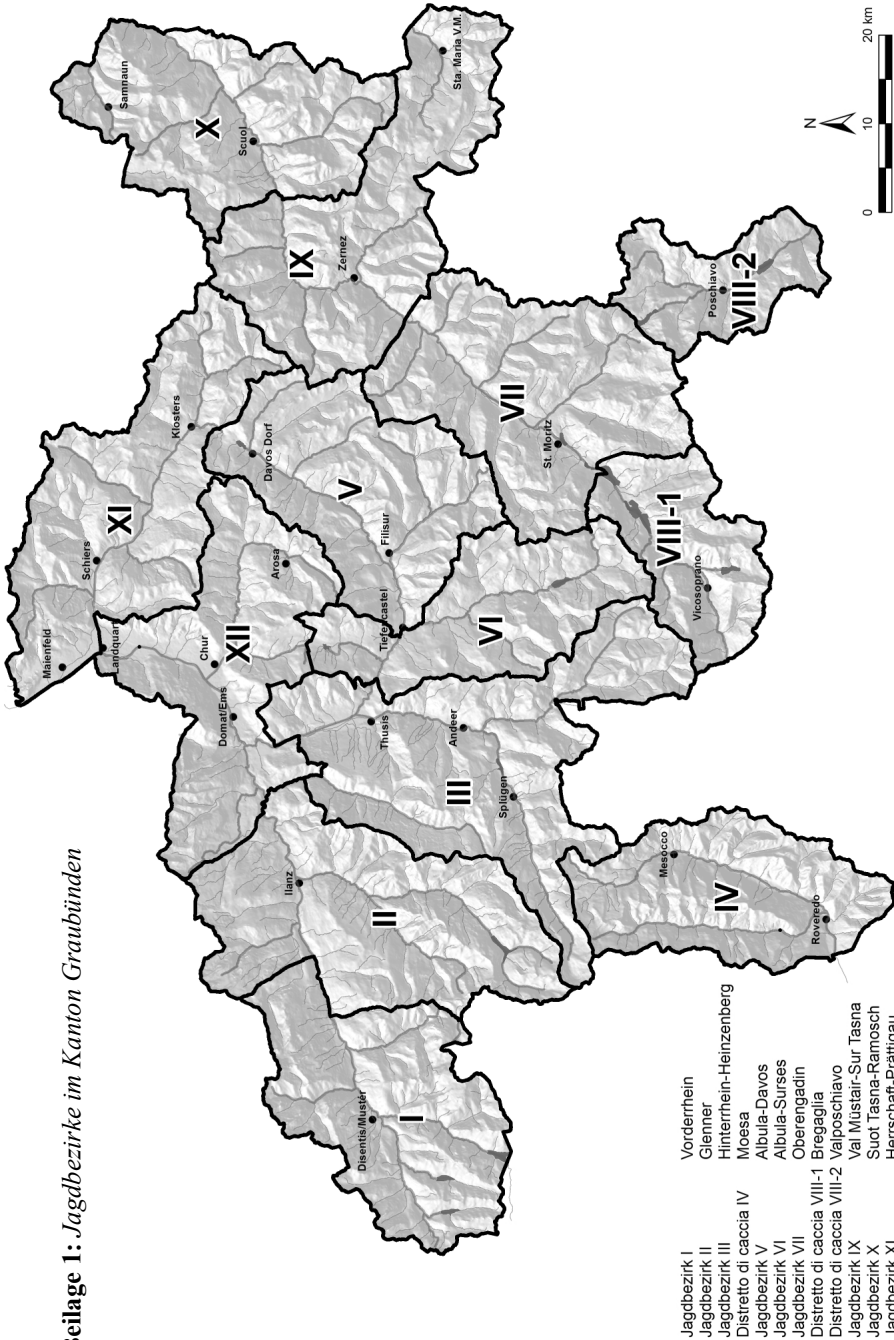 Beilage 1: Jagdbezirke im Kanton Graubünden
Maienfeld
Schiers
XI
Landquart
Klosters
Samnaun
X
Scuol
Chur
XII
Domat/Ems
Arosa
Davos Dorf
V
Filisur
IX
Zernez
Sta. Maria V.M.
Ilanz
II
Disentis/Mustér
I
Thusis
Andeer
III
Splügen
Tiefencastel
VI
VII
St. Moritz
VIII-1
Vicosoprano
Poschiavo
VIII-2
Mesocco
IV
Roveredo
N
0 10 20 km
Jagdbezirk I Vorderrhein
Jagdbezirk II Glenner
Jagdbezirk III Hinterrhein-Heinzenberg
Distretto di caccia IV Moesa
Jagdbezirk V Albula-Davos
Jagdbezirk VI Albula-Surses
Jagdbezirk VII Oberengadin
Distretto di caccia VIII-1 Bregaglia
Distretto di caccia VIII-2 Valposchiavo
Jagdbezirk IX Val Müstair-Sur Tasna
Jagdbezirk X Suot Tasna-Ramosch
Jagdbezirk XI Herrschaft-Prättigau